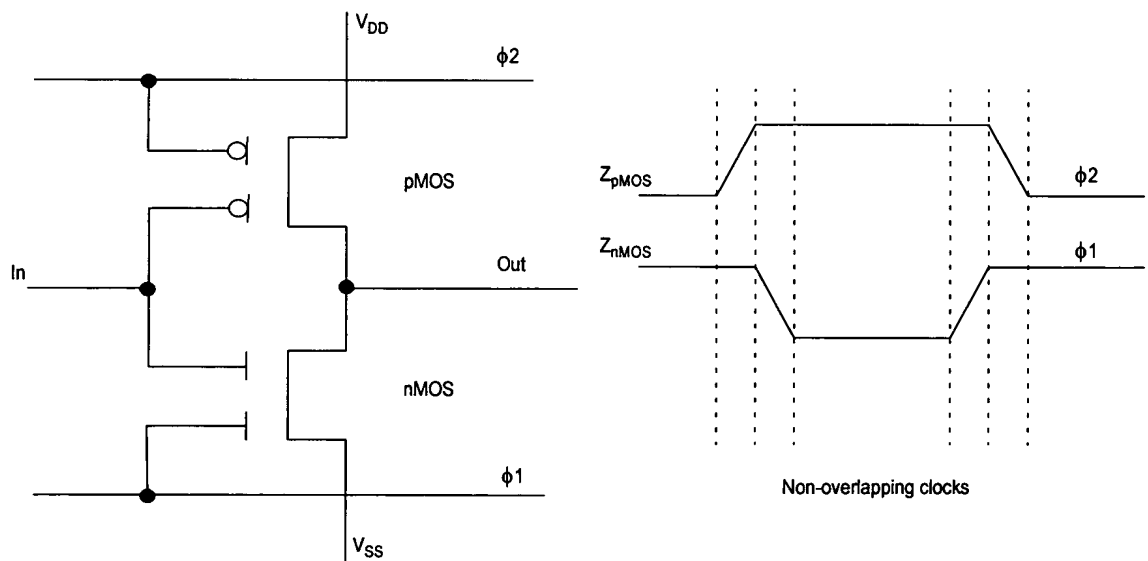 V_DD
ϕ2
pMOS
In
Out
nMOS
ϕ1
V_SS
Z_pMOS
ϕ2
Z_nMOS
ϕ1
Non-overlapping clocks